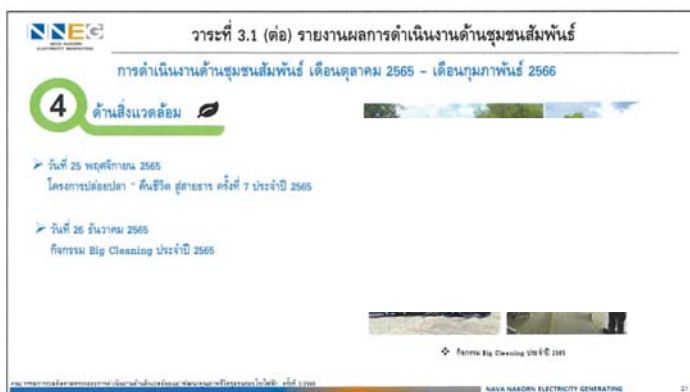 NNEG
NAVA NAKORN
ELECTRICITY GENERATING
วาระที่ 3.1 (ต่อ) รายงานผลการดำเนินงานด้านชุมชนสัมพันธ์
การดำเนินงานด้านชุมชนสัมพันธ์ เดือนตุลาคม 2565 - เดือนกุมภาพันธ์ 2566
4 ด้านสิ่งแวดล้อม
➢ วันที่ 25 พฤศจิกายน 2565
โครงการปล่อยปลา " คืนชีวิต สู่สายธาร ครั้งที่ 7 ประจำปี 2565
➢ วันที่ 26 ธันวาคม 2565
กิจกรรม Big Cleaning ประจำปี 2565
❖ กิจกรรม Big Cleaning ประจำปี 2565
NAVA NAKORN ELECTRICITY GENERATING